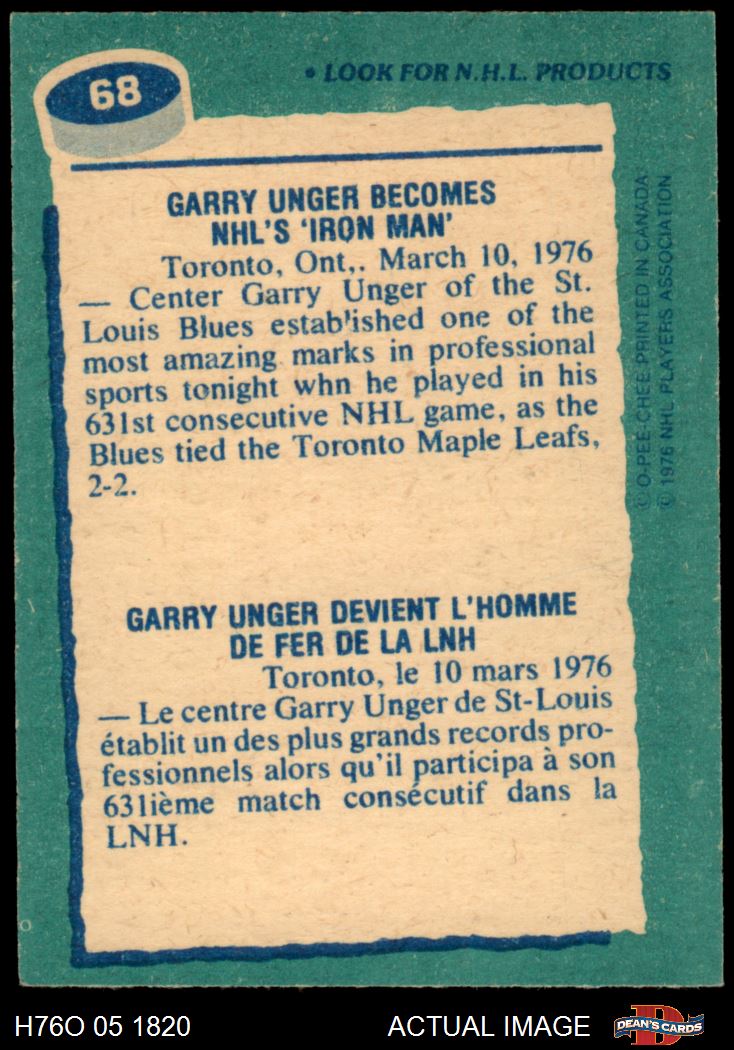 68
• LOOK FOR N.H.L. PRODUCTS
GARRY UNGER BECOMES
NHL'S 'IRON MAN'
Toronto, Ont,. March 10, 1976
— Center Garry Unger of the St.
Louis Blues estab'ished one of the
most amazing marks in professional
sports tonight whn he played in his
631st consecutive NHL game, as the
Blues tied the Toronto Maple Leafs,
2-2.
GARRY UNGER DEVIENT L'HOMME
DE FER DE LA LNH
Toronto, le 10 mars 1976
— Le centre Garry Unger de St-Louis
établit un des plus grands records pro-
fessionnels alors qu'il participa à son
631ième match consécutif dans la
LNH.
© O-PEE-CHEE PRINTED IN CANADA
© 1976 NHL PLAYERS ASSOCIATION
H76O 05 1820
ACTUAL IMAGE
D
DEAN'S CARDS